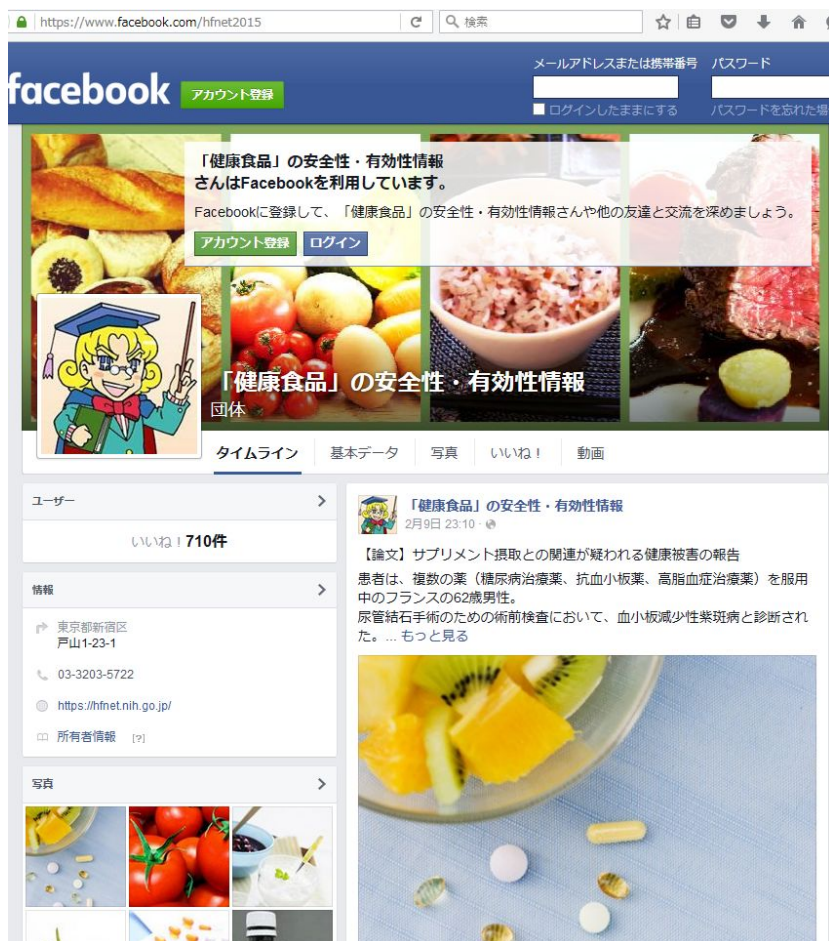 https://www.facebook.com/hfnet2015
検索
メールアドレスまたは携帯番号 パスワード
facebook アカウント登録
ログインしたままにする パスワードを忘れた場
「健康食品」の安全性・有効性情報
さんはFacebookを利用しています。
Facebookに登録して、「健康食品」の安全性・有効性情報さんや他の友達と交流を深めましょう。
アカウント登録 ログイン
「健康食品」の安全性・有効性情報
団体
タイムライン 基本データ 写真 いいね！ 動画
ユーザー
いいね！710件
情報
東京都新宿区
戸山1-23-1
03-3203-5722
https://hfnet.nih.go.jp/
所有者情報 [?]
写真
「健康食品」の安全性・有効性情報
2月9日 23:10 ·
【論文】サプリメント摂取との関連が疑われる健康被害の報告
患者は、複数の薬（糖尿病治療薬、抗血小板薬、高脂血症治療薬）を服用
中のフランスの62歳男性。
尿管結石手術のための術前検査において、血小板減少性紫斑病と診断され
た。... もっと見る